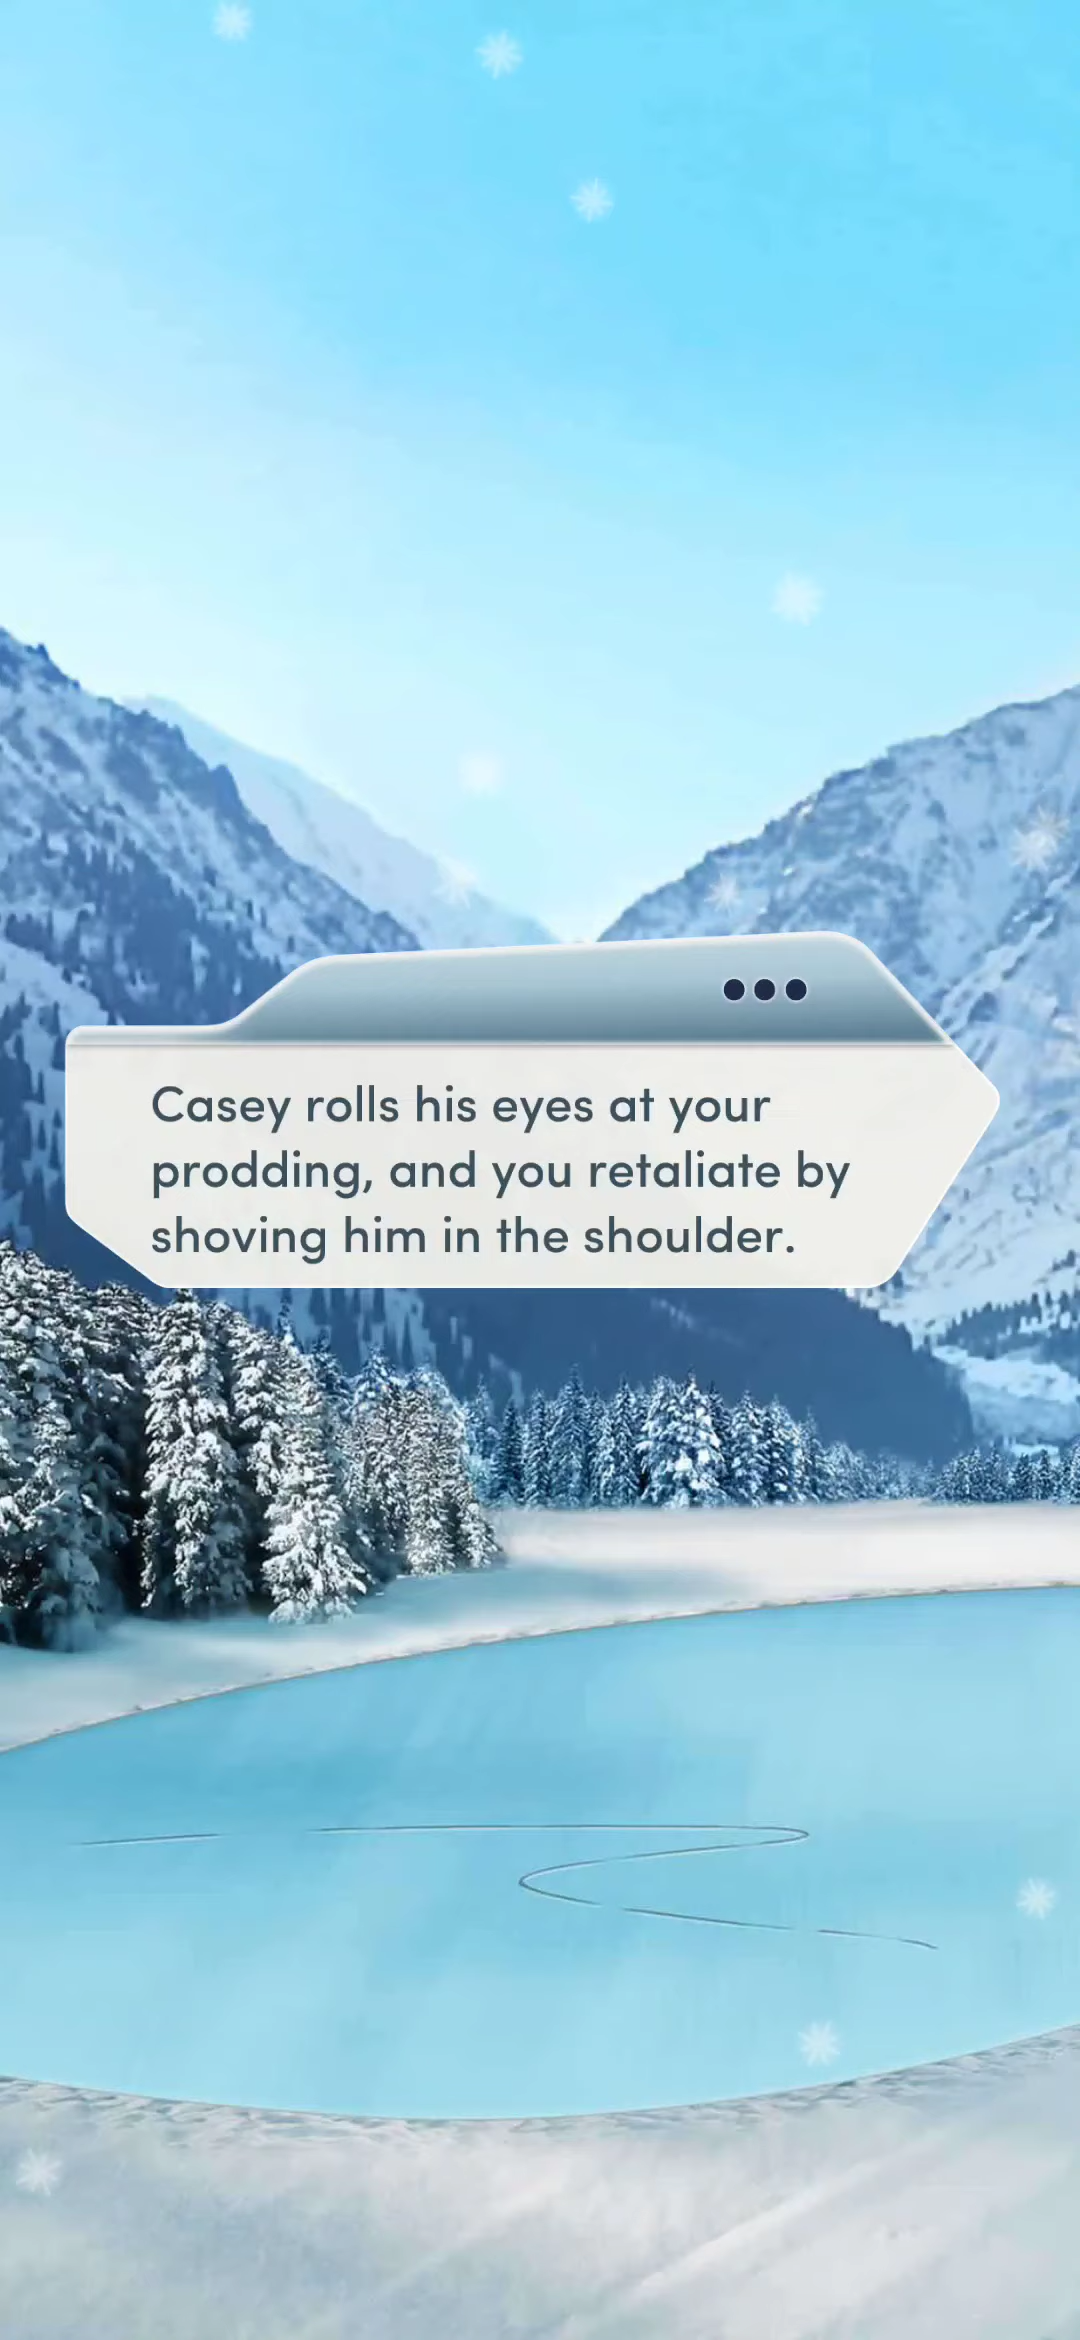 Casey rolls his eyes at your
prodding, and you retaliate by
shoving him in the shoulder.